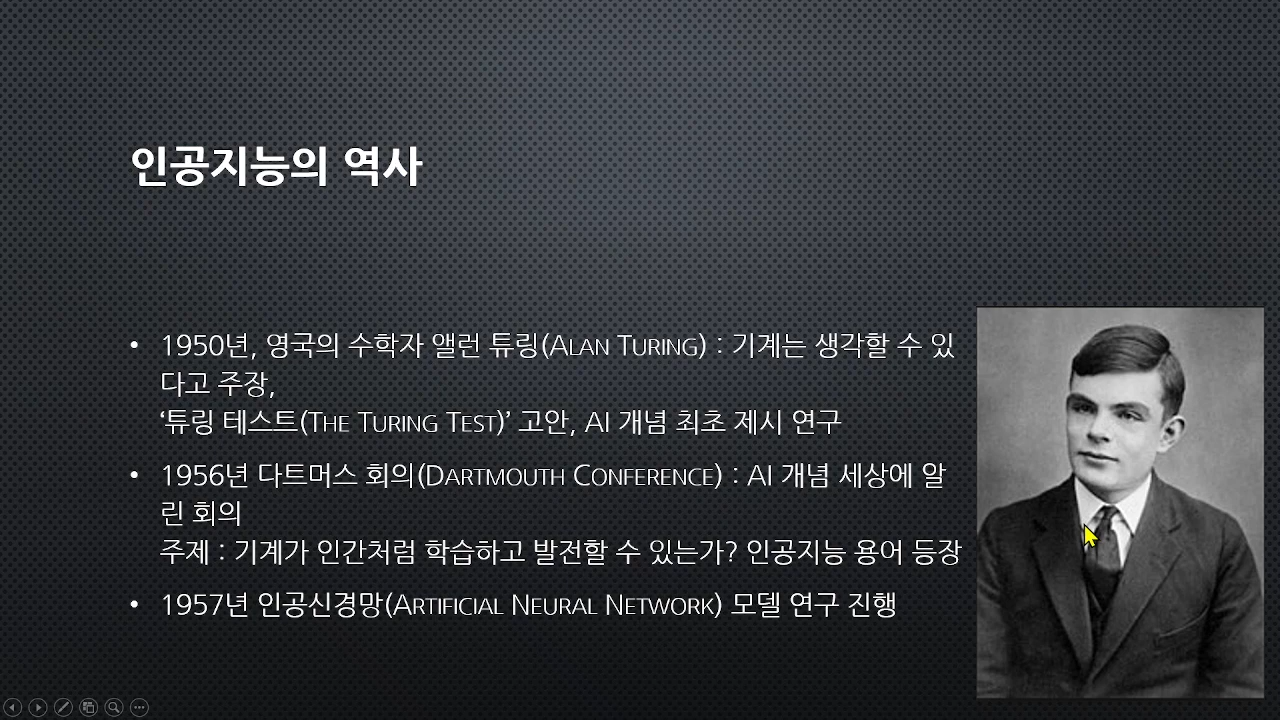 인공지능의 역사
• 1950년, 영국의 수학자 앨런 튜링(Alan Turing) : 기계는 생각할 수 있
다고 주장,
‘튜링 테스트(The Turing Test)’ 고안, AI 개념 최초 제시 연구
• 1956년 다트머스 회의(Dartmouth Conference) : AI 개념 세상에 알
린 회의
주제 : 기계가 인간처럼 학습하고 발전할 수 있는가? 인공지능 용어 등장
• 1957년 인공신경망(Artificial Neural Network) 모델 연구 진행